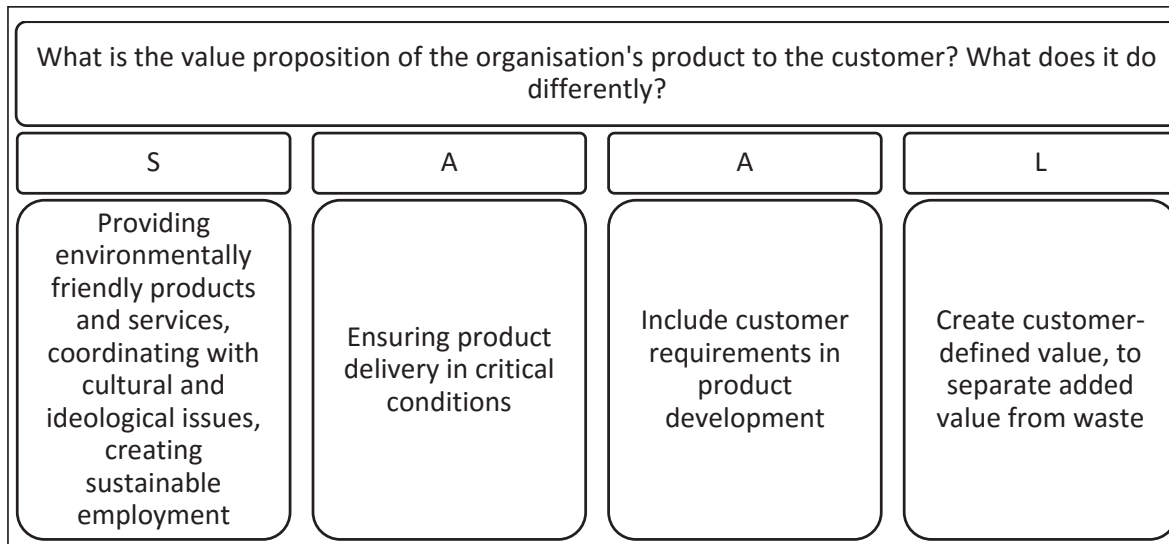 What is the value proposition of the organisation's product to the customer? What does it do
differently?
S
A
A
L
Providing
environmentally
friendly products
and services,
coordinating with
cultural and
ideological issues,
creating
sustainable
employment
Ensuring product
delivery in critical
conditions
Include customer
requirements in
product
development
Create customer-
defined value, to
separate added
value from waste